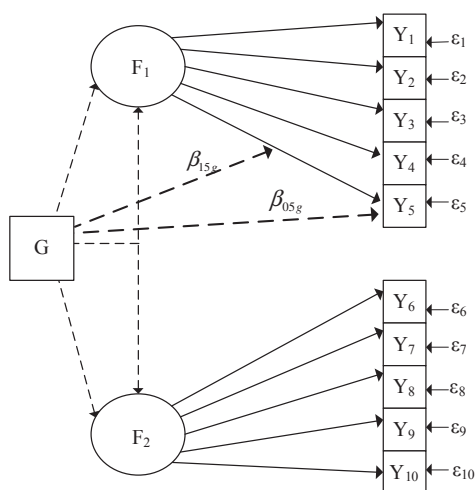 F₁
Y₁ ε₁
Y₂ ε₂
Y₃ ε₃
Y₄ ε₄
Y₅ ε₅
β₁₅g
β₀₅g
G
Y₆ ε₆
Y₇ ε₇
Y₈ ε₈
Y₉ ε₉
Y₁₀ ε₁₀
F₂